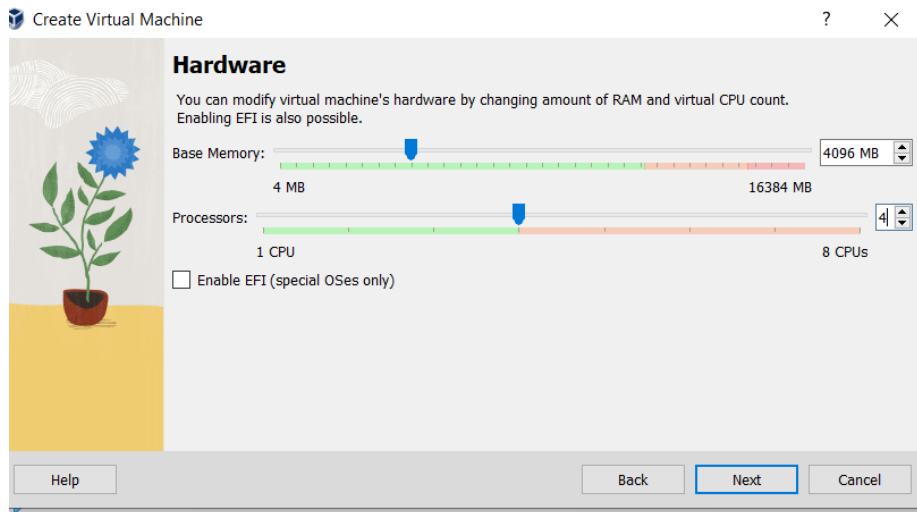 Create Virtual Machine
Hardware
You can modify virtual machine's hardware by changing amount of RAM and virtual CPU count.
Enabling EFI is also possible.
Base Memory: 4096 MB
4 MB 16384 MB
Processors: 4
1 CPU 8 CPUs
Enable EFI (special OSes only)
Help Back Next Cancel